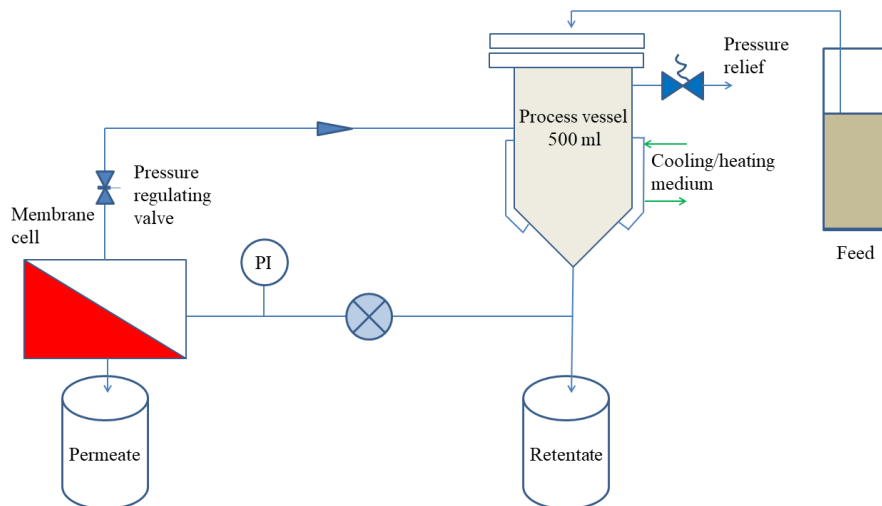 Pressure
relief
Process vessel
500 ml
Cooling/heating
medium
Pressure
regulating
valve
Membrane
cell
PI
Feed
Permeate
Retentate